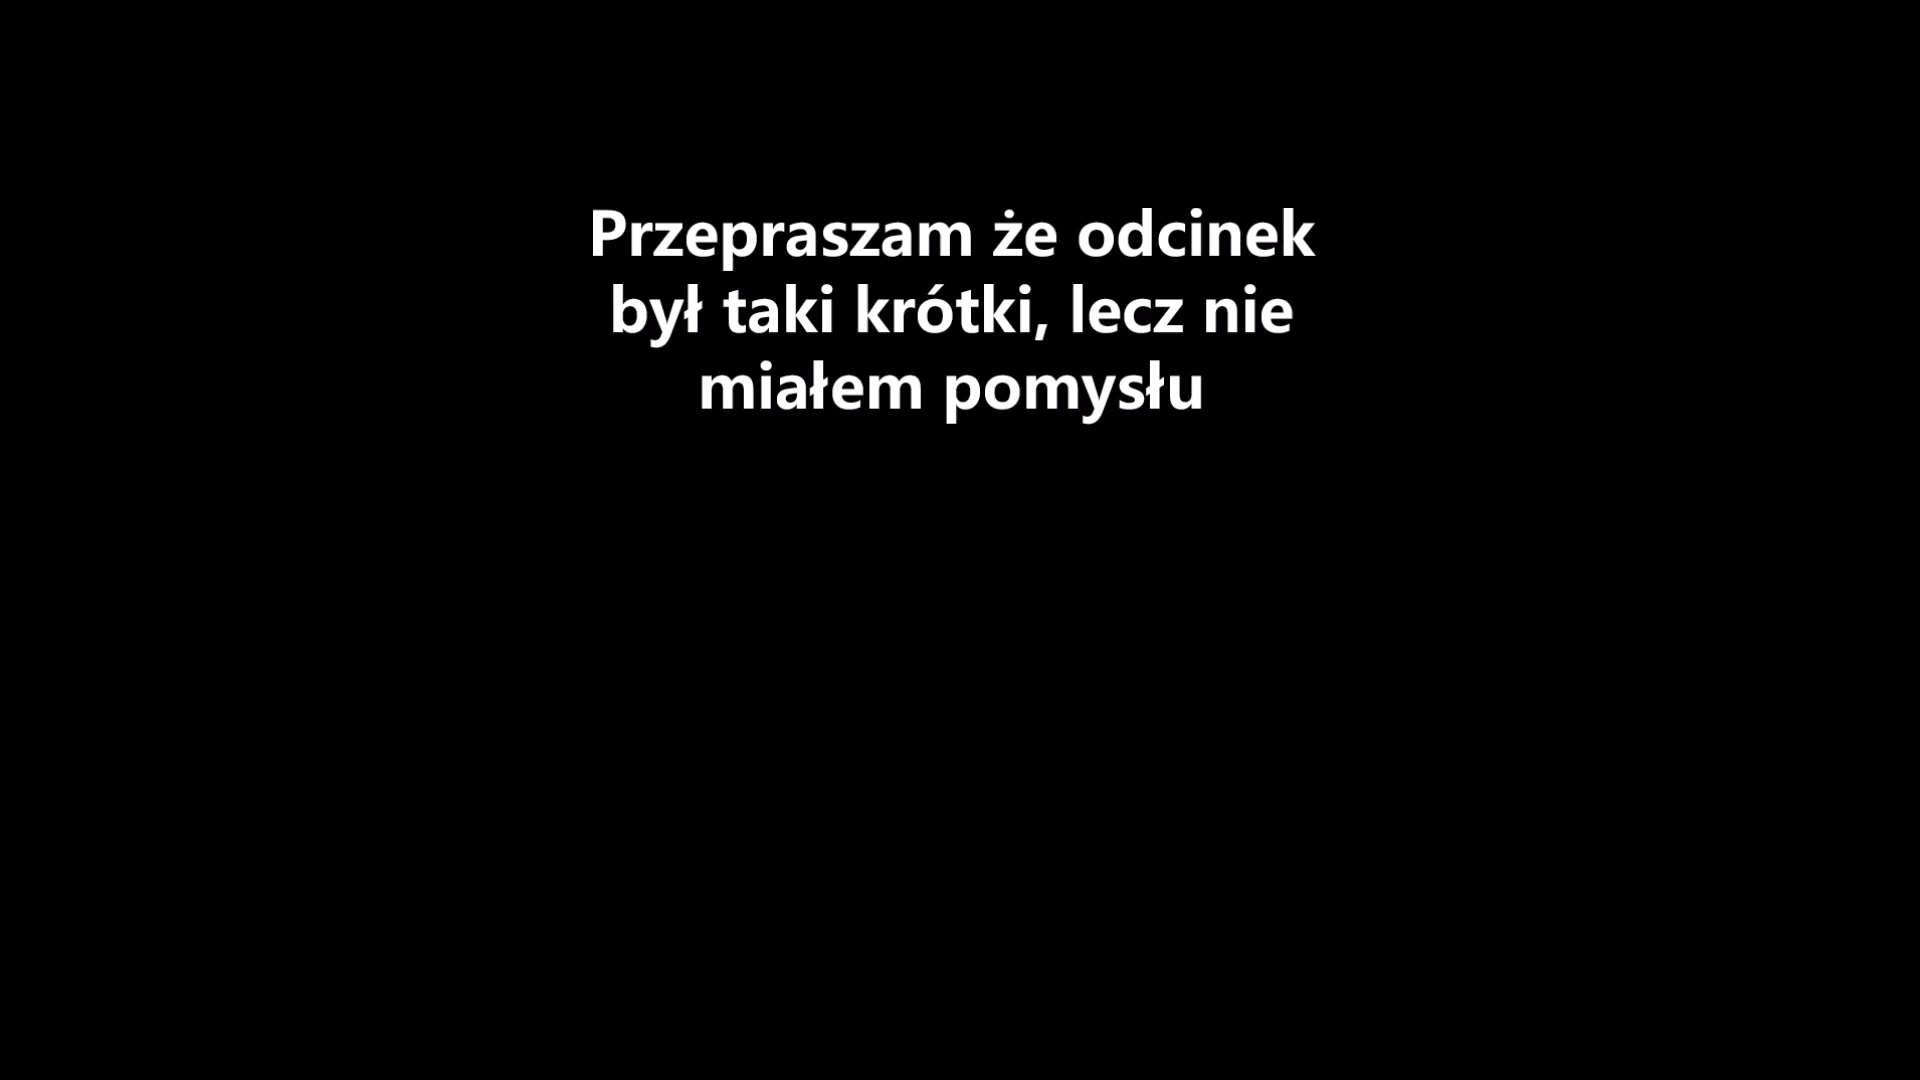 Przepraszam że odcinek
był taki krótki, lecz nie
miałem pomysłu